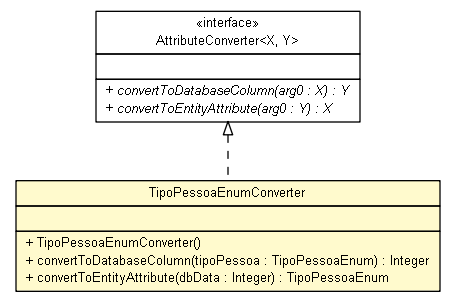 «interface»
AttributeConverter<X, Y>
+ convertToDatabaseColumn(arg0 : X) : Y
+ convertToEntityAttribute(arg0 : Y) : X
TipoPessoaEnumConverter
+ TipoPessoaEnumConverter()
+ convertToDatabaseColumn(tipoPessoa : TipoPessoaEnum) : Integer
+ convertToEntityAttribute(dbData : Integer) : TipoPessoaEnum